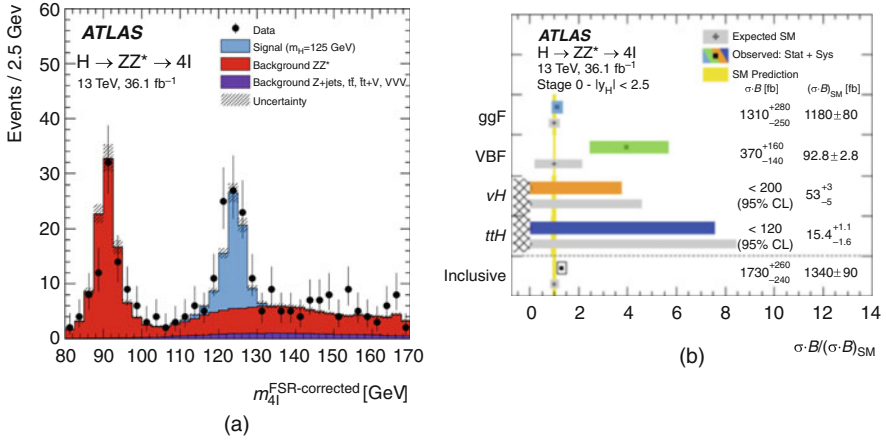 ATLAS
H → ZZ* → 4l
13 TeV, 36.1 fb⁻¹
Data
Signal (m_H=125 GeV)
Background ZZ*
Background Z+jets, tt̄, tt̄+V, VVV
Uncertainty
Events / 2.5 Gev
60
50
40
30
20
10
0
80 90 100 110 120 130 140 150 160 170
m_4l^FSR-corrected [GeV]
(a)
ATLAS
H → ZZ* → 4l
13 TeV, 36.1 fb⁻¹
Stage 0 - |y_H| < 2.5
Expected SM
Observed: Stat + Sys
SM Prediction
σ·B [fb] (σ·B)_SM [fb]
ggF 1310 +280 −250 1180±80
VBF 370 +160 −140 92.8±2.8
vH < 200 (95% CL) 53 +3 −5
ttH < 120 (95% CL) 15.4 +1.1 −1.6
Inclusive 1730 +260 −240 1340±90
0 2 4 6 8 10 12 14
(b)
σ·B/(σ·B)_SM